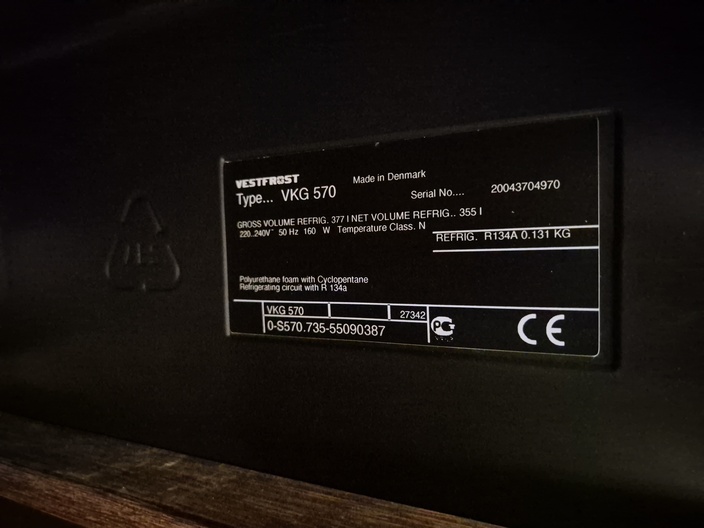 VESTFROST
Made in Denmark
Type... VKG 570
Serial No.... 20043704970
GROSS VOLUME REFRIG. 377 l NET VOLUME REFRIG.. 355 l
220..240V~ 50 Hz 160 W Temperature Class. N
REFRIG. R134A 0.131 KG
Polyurethane foam with Cyclopentane
Refrigerating circuit with R 134a
VKG 570 27342
0-S570.735-55090387
CE